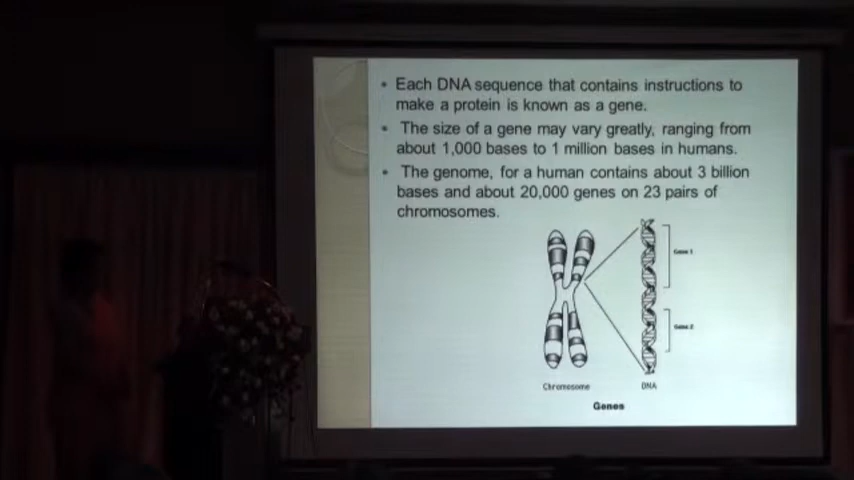 • Each DNA sequence that contains instructions to
make a protein is known as a gene.
• The size of a gene may vary greatly, ranging from
about 1,000 bases to 1 million bases in humans.
• The genome, for a human contains about 3 billion
bases and about 20,000 genes on 23 pairs of
chromosomes.
Gene 1
Gene 2
Chromosome
DNA
Genes